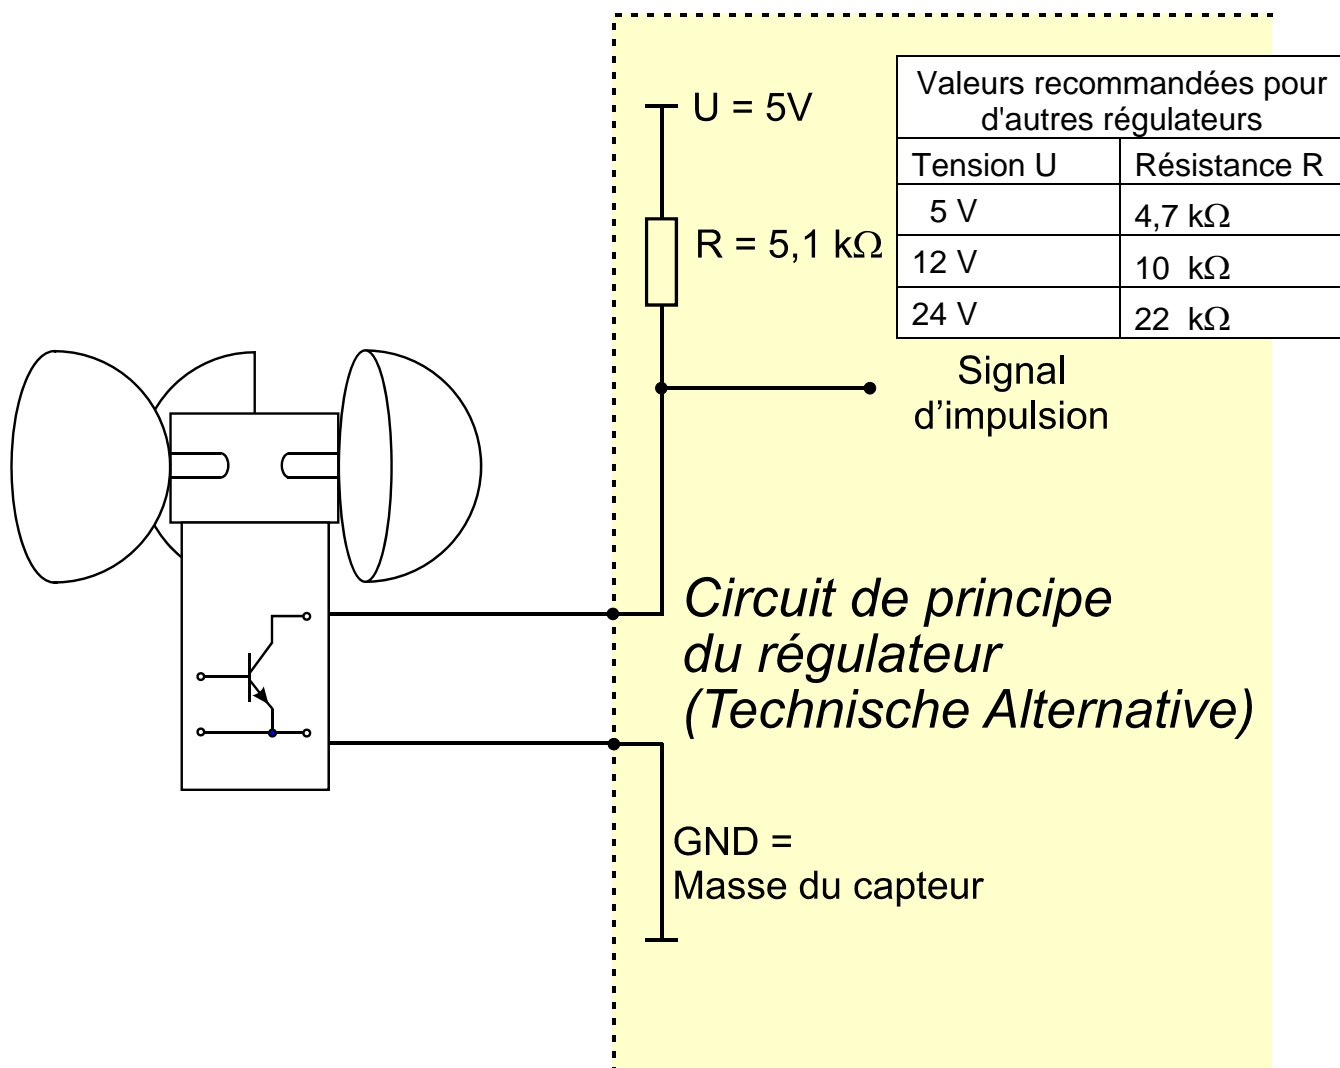 U = 5V
R = 5,1 kΩ
Valeurs recommandées pour
d'autres régulateurs
Tension U Résistance R
5 V 4,7 kΩ
12 V 10 kΩ
24 V 22 kΩ
Signal
d’impulsion
Circuit de principe
du régulateur
(Technische Alternative)
GND =
Masse du capteur